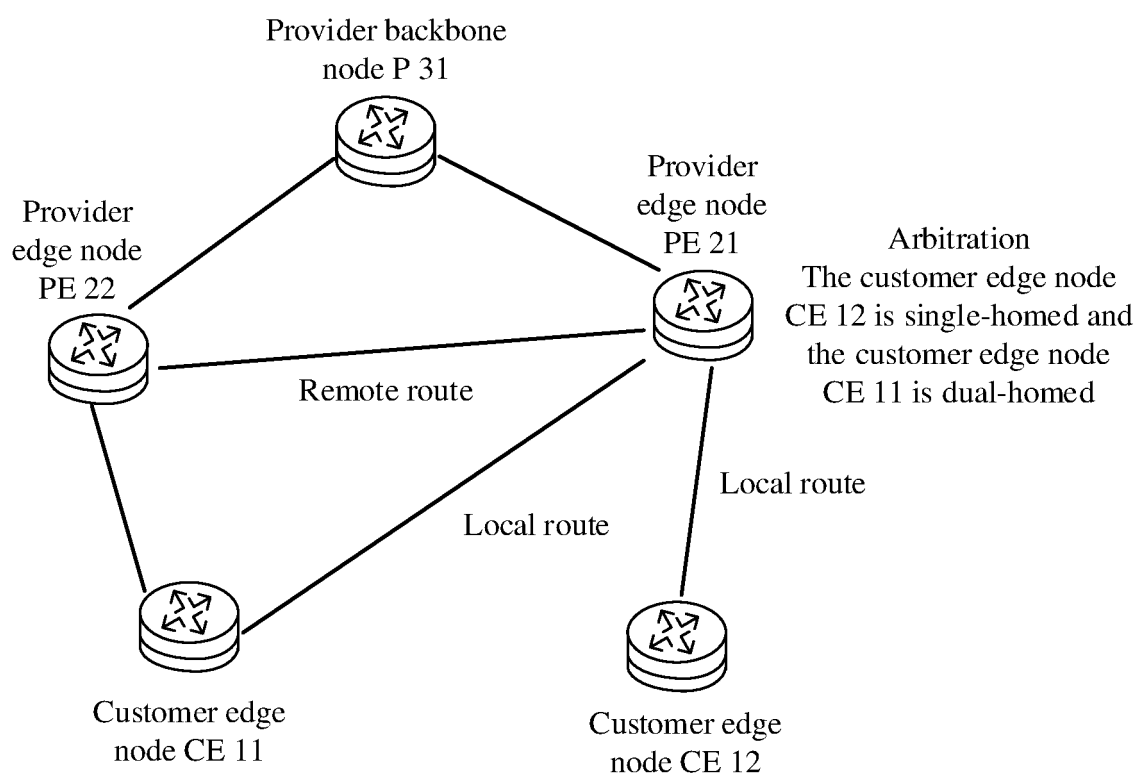 Provider backbone
node P 31
Provider
edge node
PE 21
Provider
edge node
PE 22
Arbitration
The customer edge node
CE 12 is single-homed and
the customer edge node
CE 11 is dual-homed
Remote route
Local route
Local route
Customer edge
node CE 11
Customer edge
node CE 12